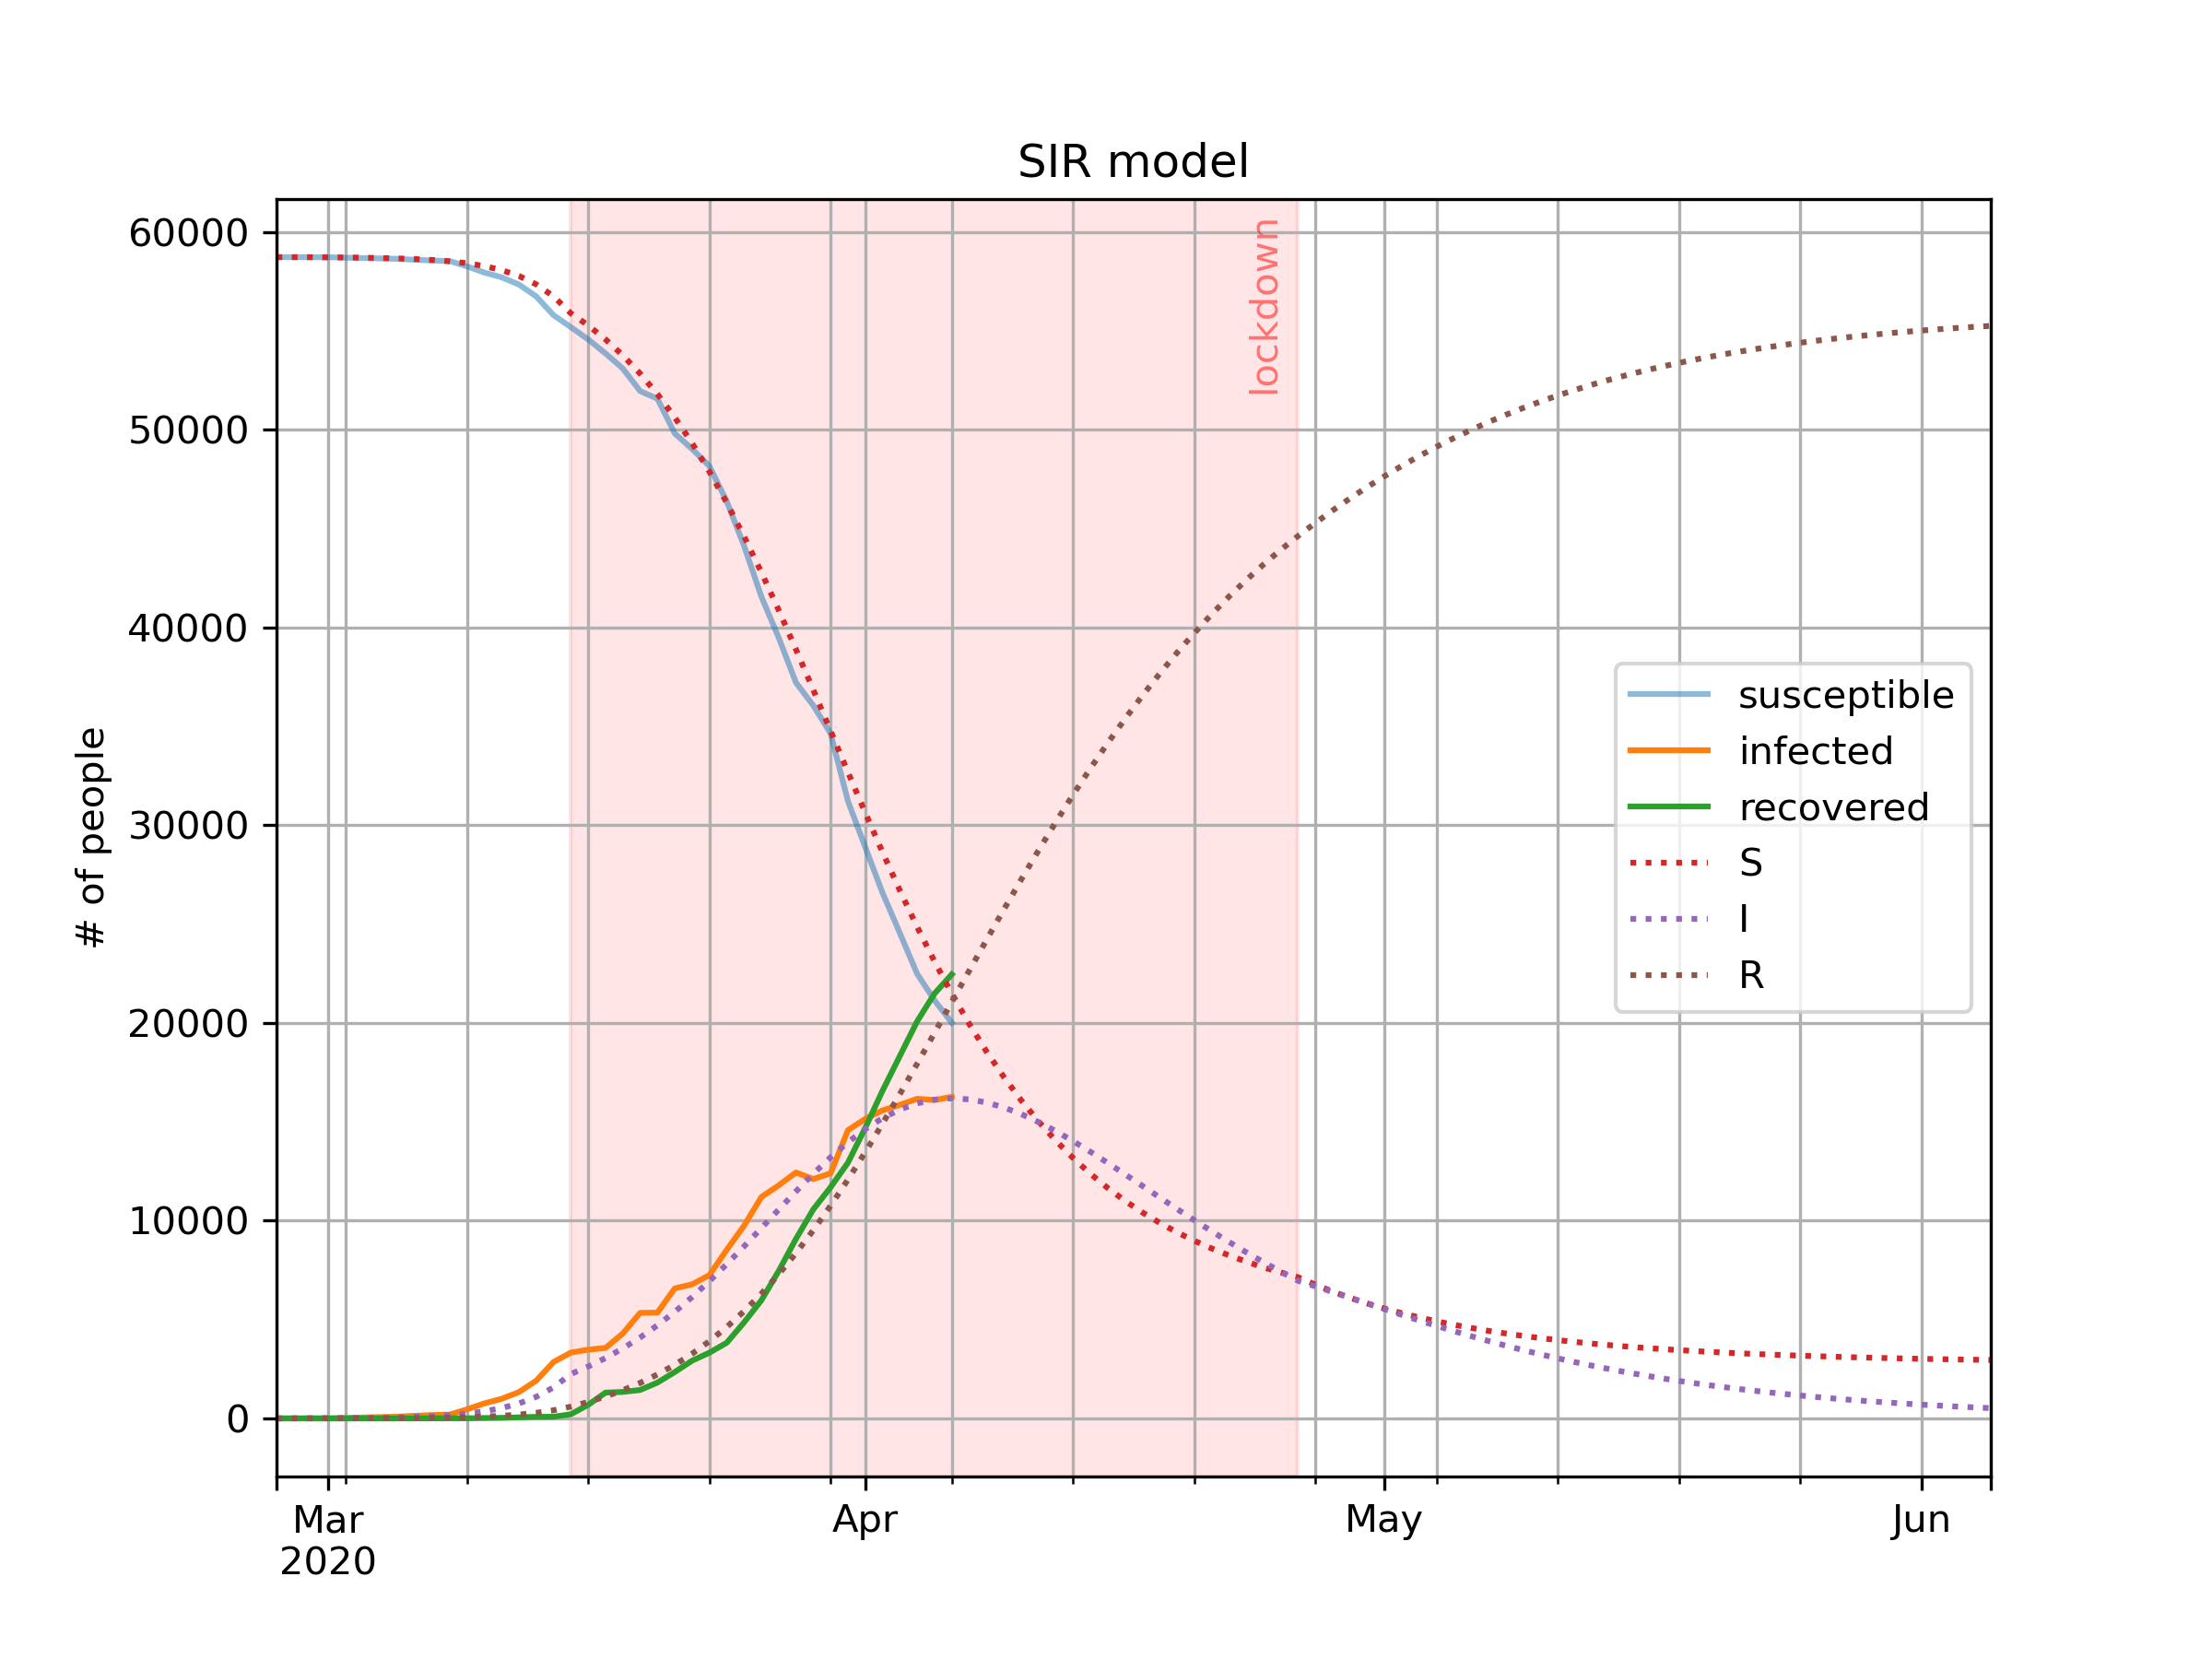 SIR model
60000
50000
40000
30000
20000
10000
0
# of people
lockdown
susceptible
infected
recovered
S
I
R
Mar
2020
Apr
May
Jun